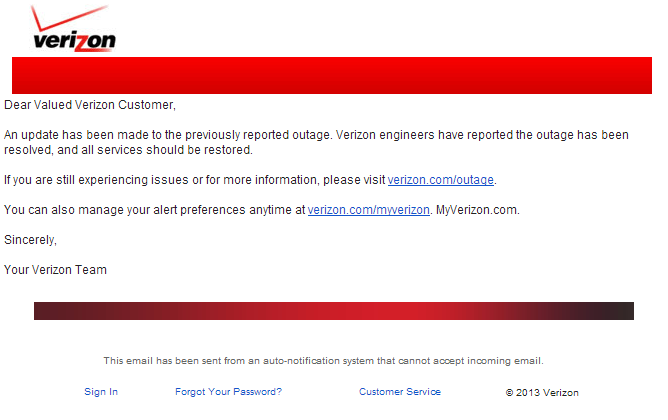 verizon
Dear Valued Verizon Customer,
An update has been made to the previously reported outage. Verizon engineers have reported the outage has been
resolved, and all services should be restored.
If you are still experiencing issues or for more information, please visit verizon.com/outage.
You can also manage your alert preferences anytime at verizon.com/myverizon. MyVerizon.com.
Sincerely,
Your Verizon Team
This email has been sent from an auto-notification system that cannot accept incoming email.
Sign In Forgot Your Password? Customer Service © 2013 Verizon